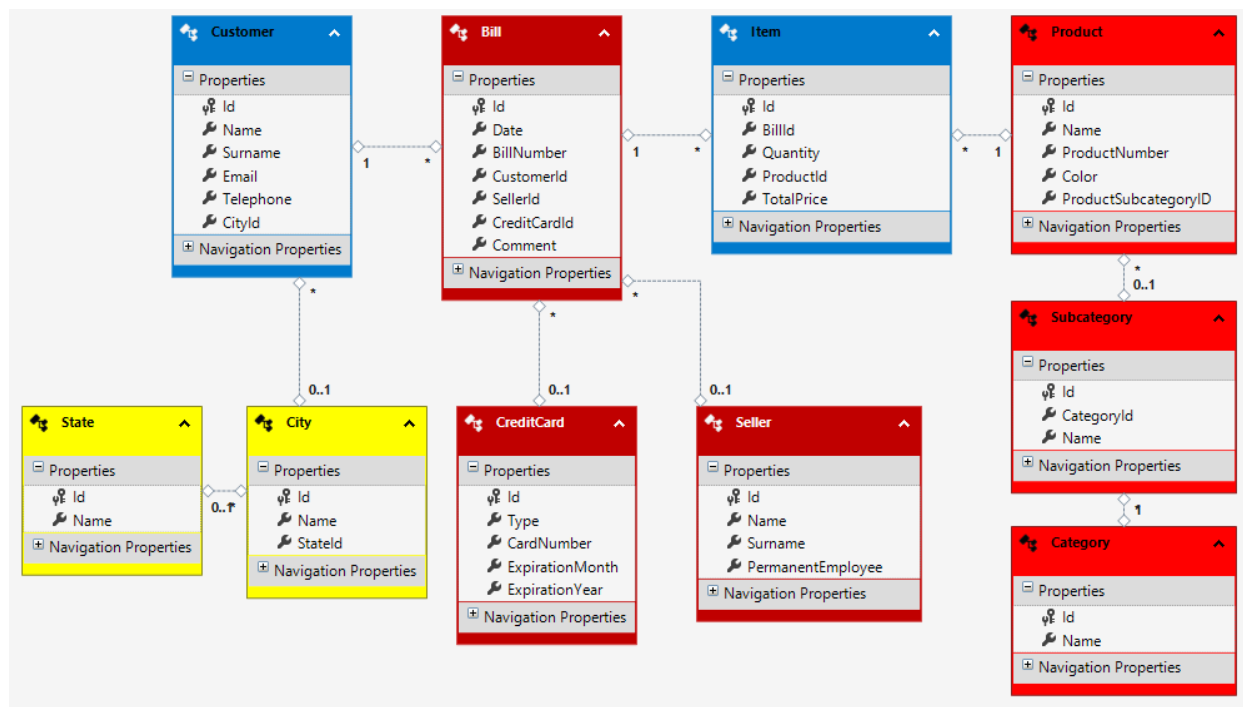 Customer
Properties
Id
Name
Surname
Email
Telephone
CityId
Navigation Properties
1
*
Bill
Properties
Id
Date
BillNumber
CustomerId
SellerId
CreditCardId
Comment
Navigation Properties
1
*
Item
Properties
Id
BillId
Quantity
ProductId
TotalPrice
Navigation Properties
*
1
Product
Properties
Id
Name
ProductNumber
Color
ProductSubcategoryID
Navigation Properties
*
0..1
Subcategory
Properties
Id
CategoryId
Name
Navigation Properties
1
Category
Properties
Id
Name
Navigation Properties
*
0..1
*
0..1
*
0..1
State
Properties
Id
Name
Navigation Properties
0..1
*
City
Properties
Id
Name
StateId
Navigation Properties
CreditCard
Properties
Id
Type
CardNumber
ExpirationMonth
ExpirationYear
Navigation Properties
Seller
Properties
Id
Name
Surname
PermanentEmployee
Navigation Properties